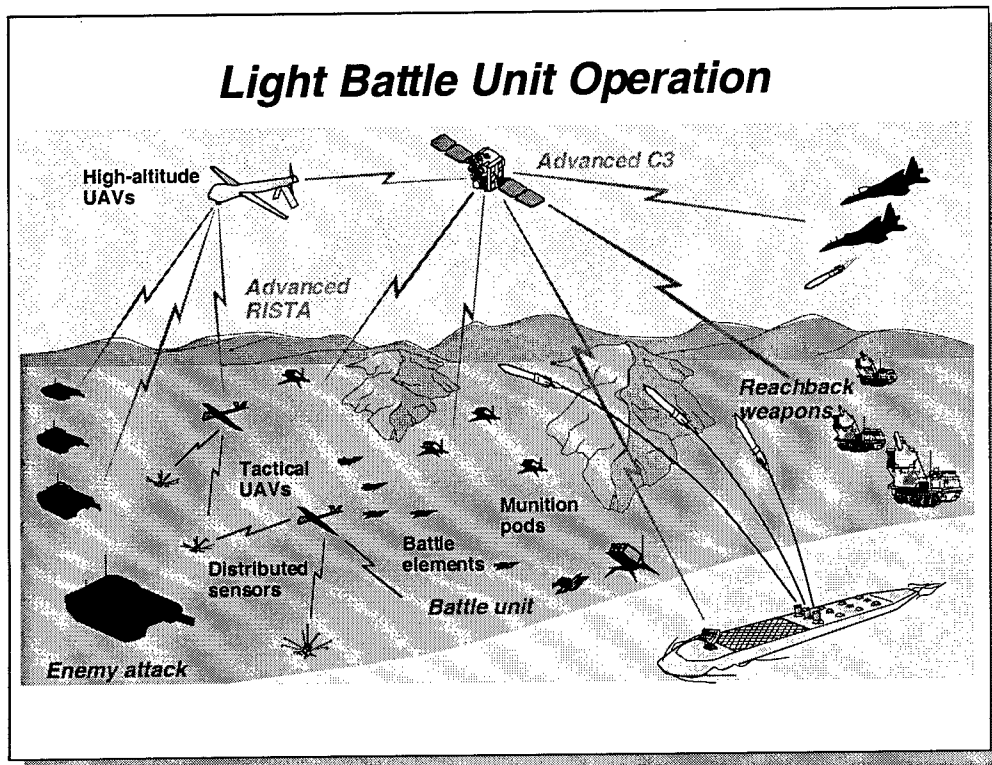 Light Battle Unit Operation
High-altitude
UAVs
Advanced C3
Advanced
RISTA
Reachback
weapons
Tactical
UAVs
Munition
pods
Distributed
sensors
Battle
elements
Battle unit
Enemy attack